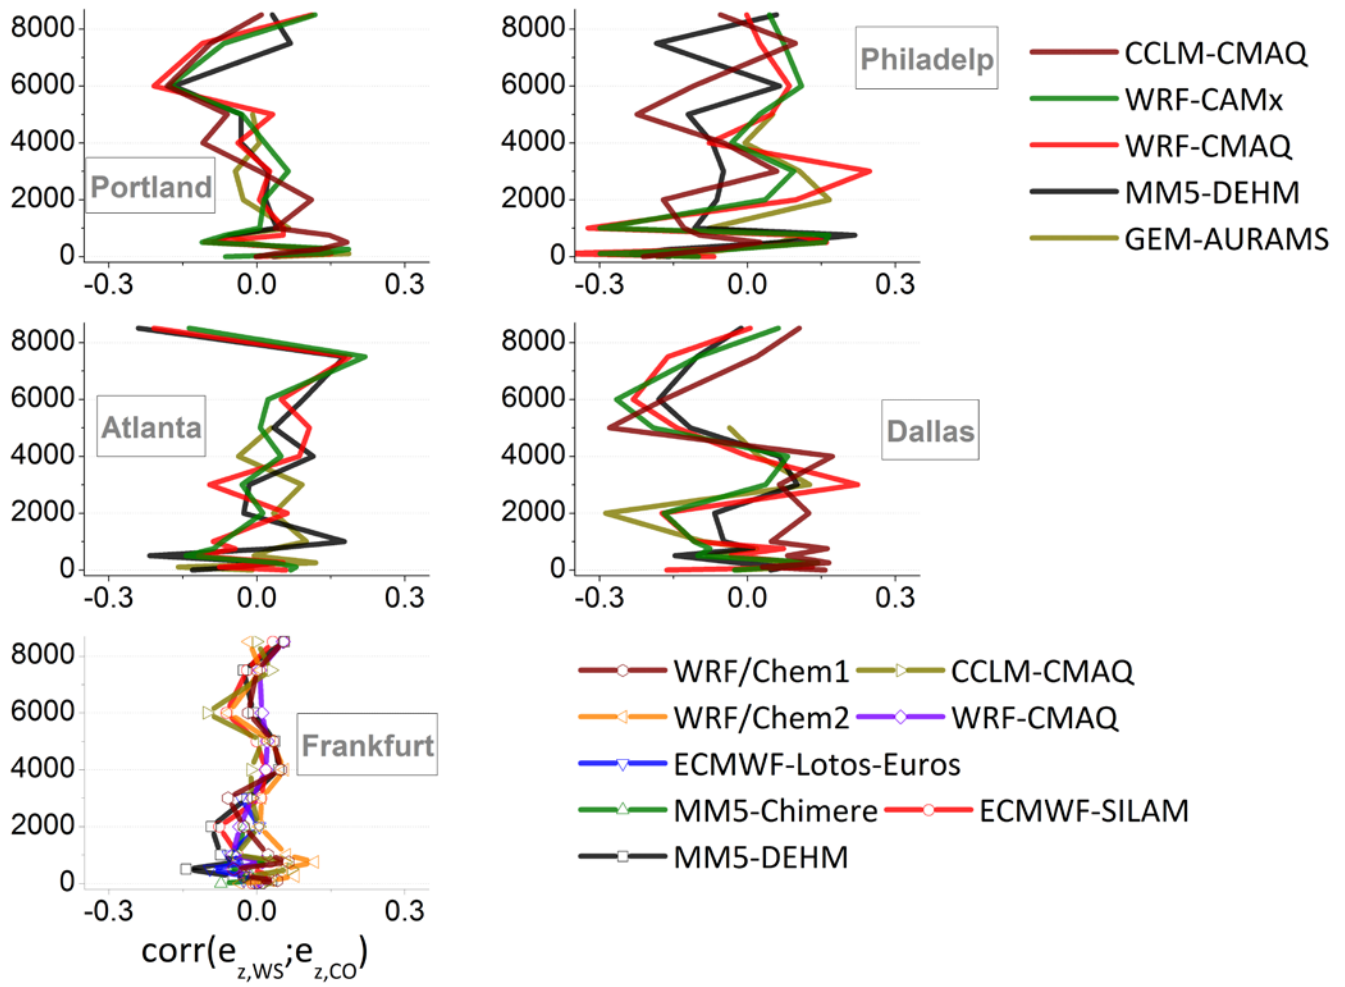 8000
6000
4000
2000
0
-0.3 0.0 0.3
Portland
8000
6000
4000
2000
0
-0.3 0.0 0.3
Philadelp
CCLM-CMAQ
WRF-CAMx
WRF-CMAQ
MM5-DEHM
GEM-AURAMS
8000
6000
4000
2000
0
-0.3 0.0 0.3
Atlanta
8000
6000
4000
2000
0
-0.3 0.0 0.3
Dallas
8000
6000
4000
2000
0
-0.3 0.0 0.3
Frankfurt
corr(e z,WS;e z,CO)
WRF/Chem1 CCLM-CMAQ
WRF/Chem2 WRF-CMAQ
ECMWF-Lotos-Euros
MM5-Chimere ECMWF-SILAM
MM5-DEHM